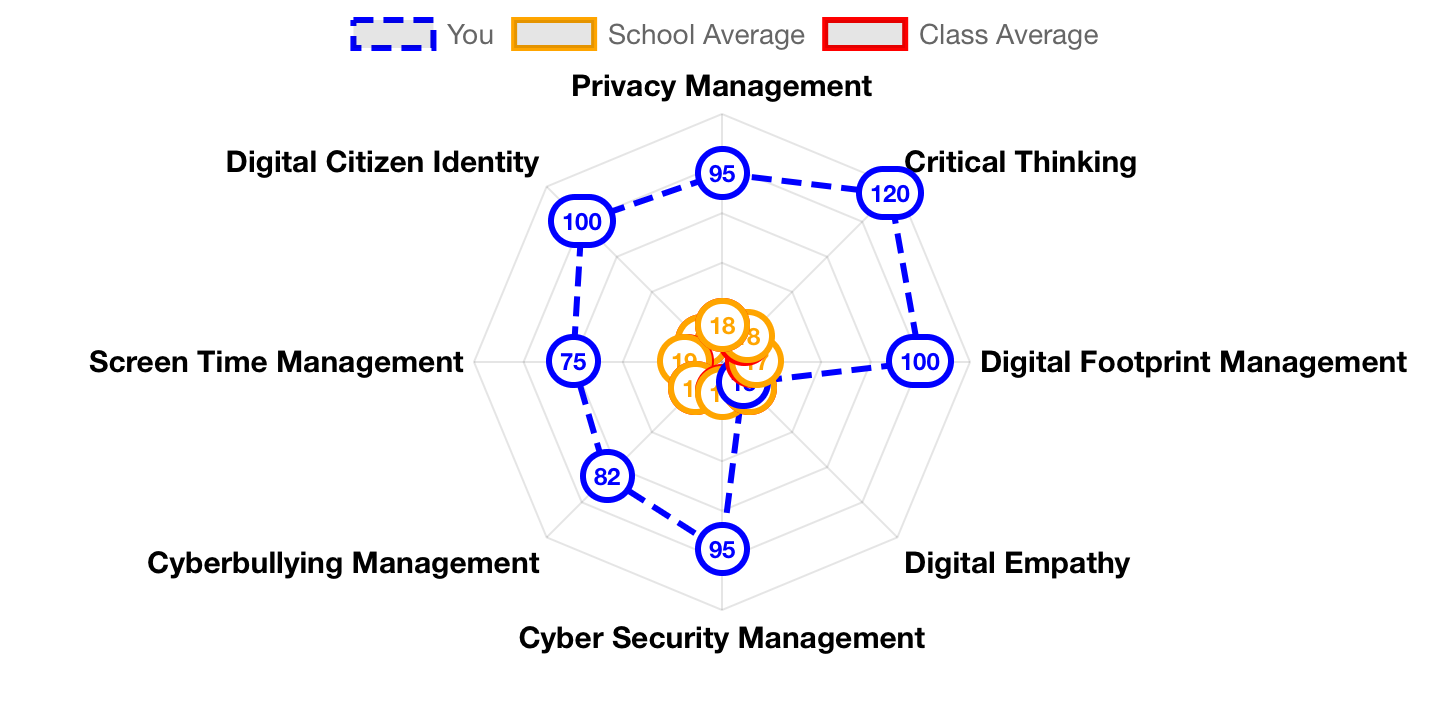 You School Average Class Average
Privacy Management
Digital Citizen Identity
Critical Thinking
95
120
100
18
Screen Time Management
75
100
Digital Footprint Management
82
95
Cyberbullying Management
Digital Empathy
Cyber Security Management